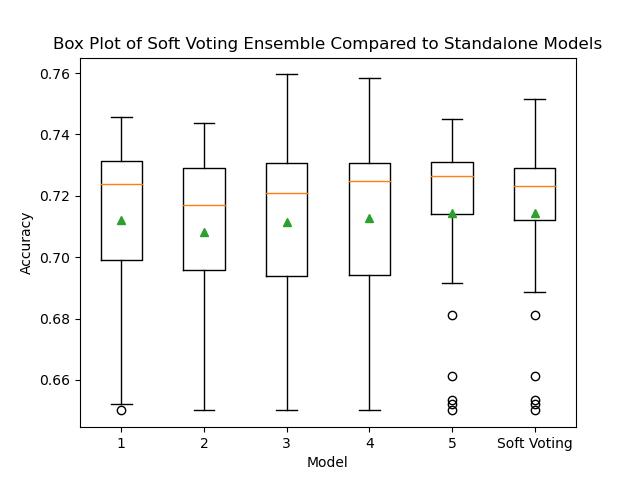 Box Plot of Soft Voting Ensemble Compared to Standalone Models
0.76
0.74
0.72
0.70
0.68
0.66
Accuracy
1 2 3 4 5 Soft Voting
Model